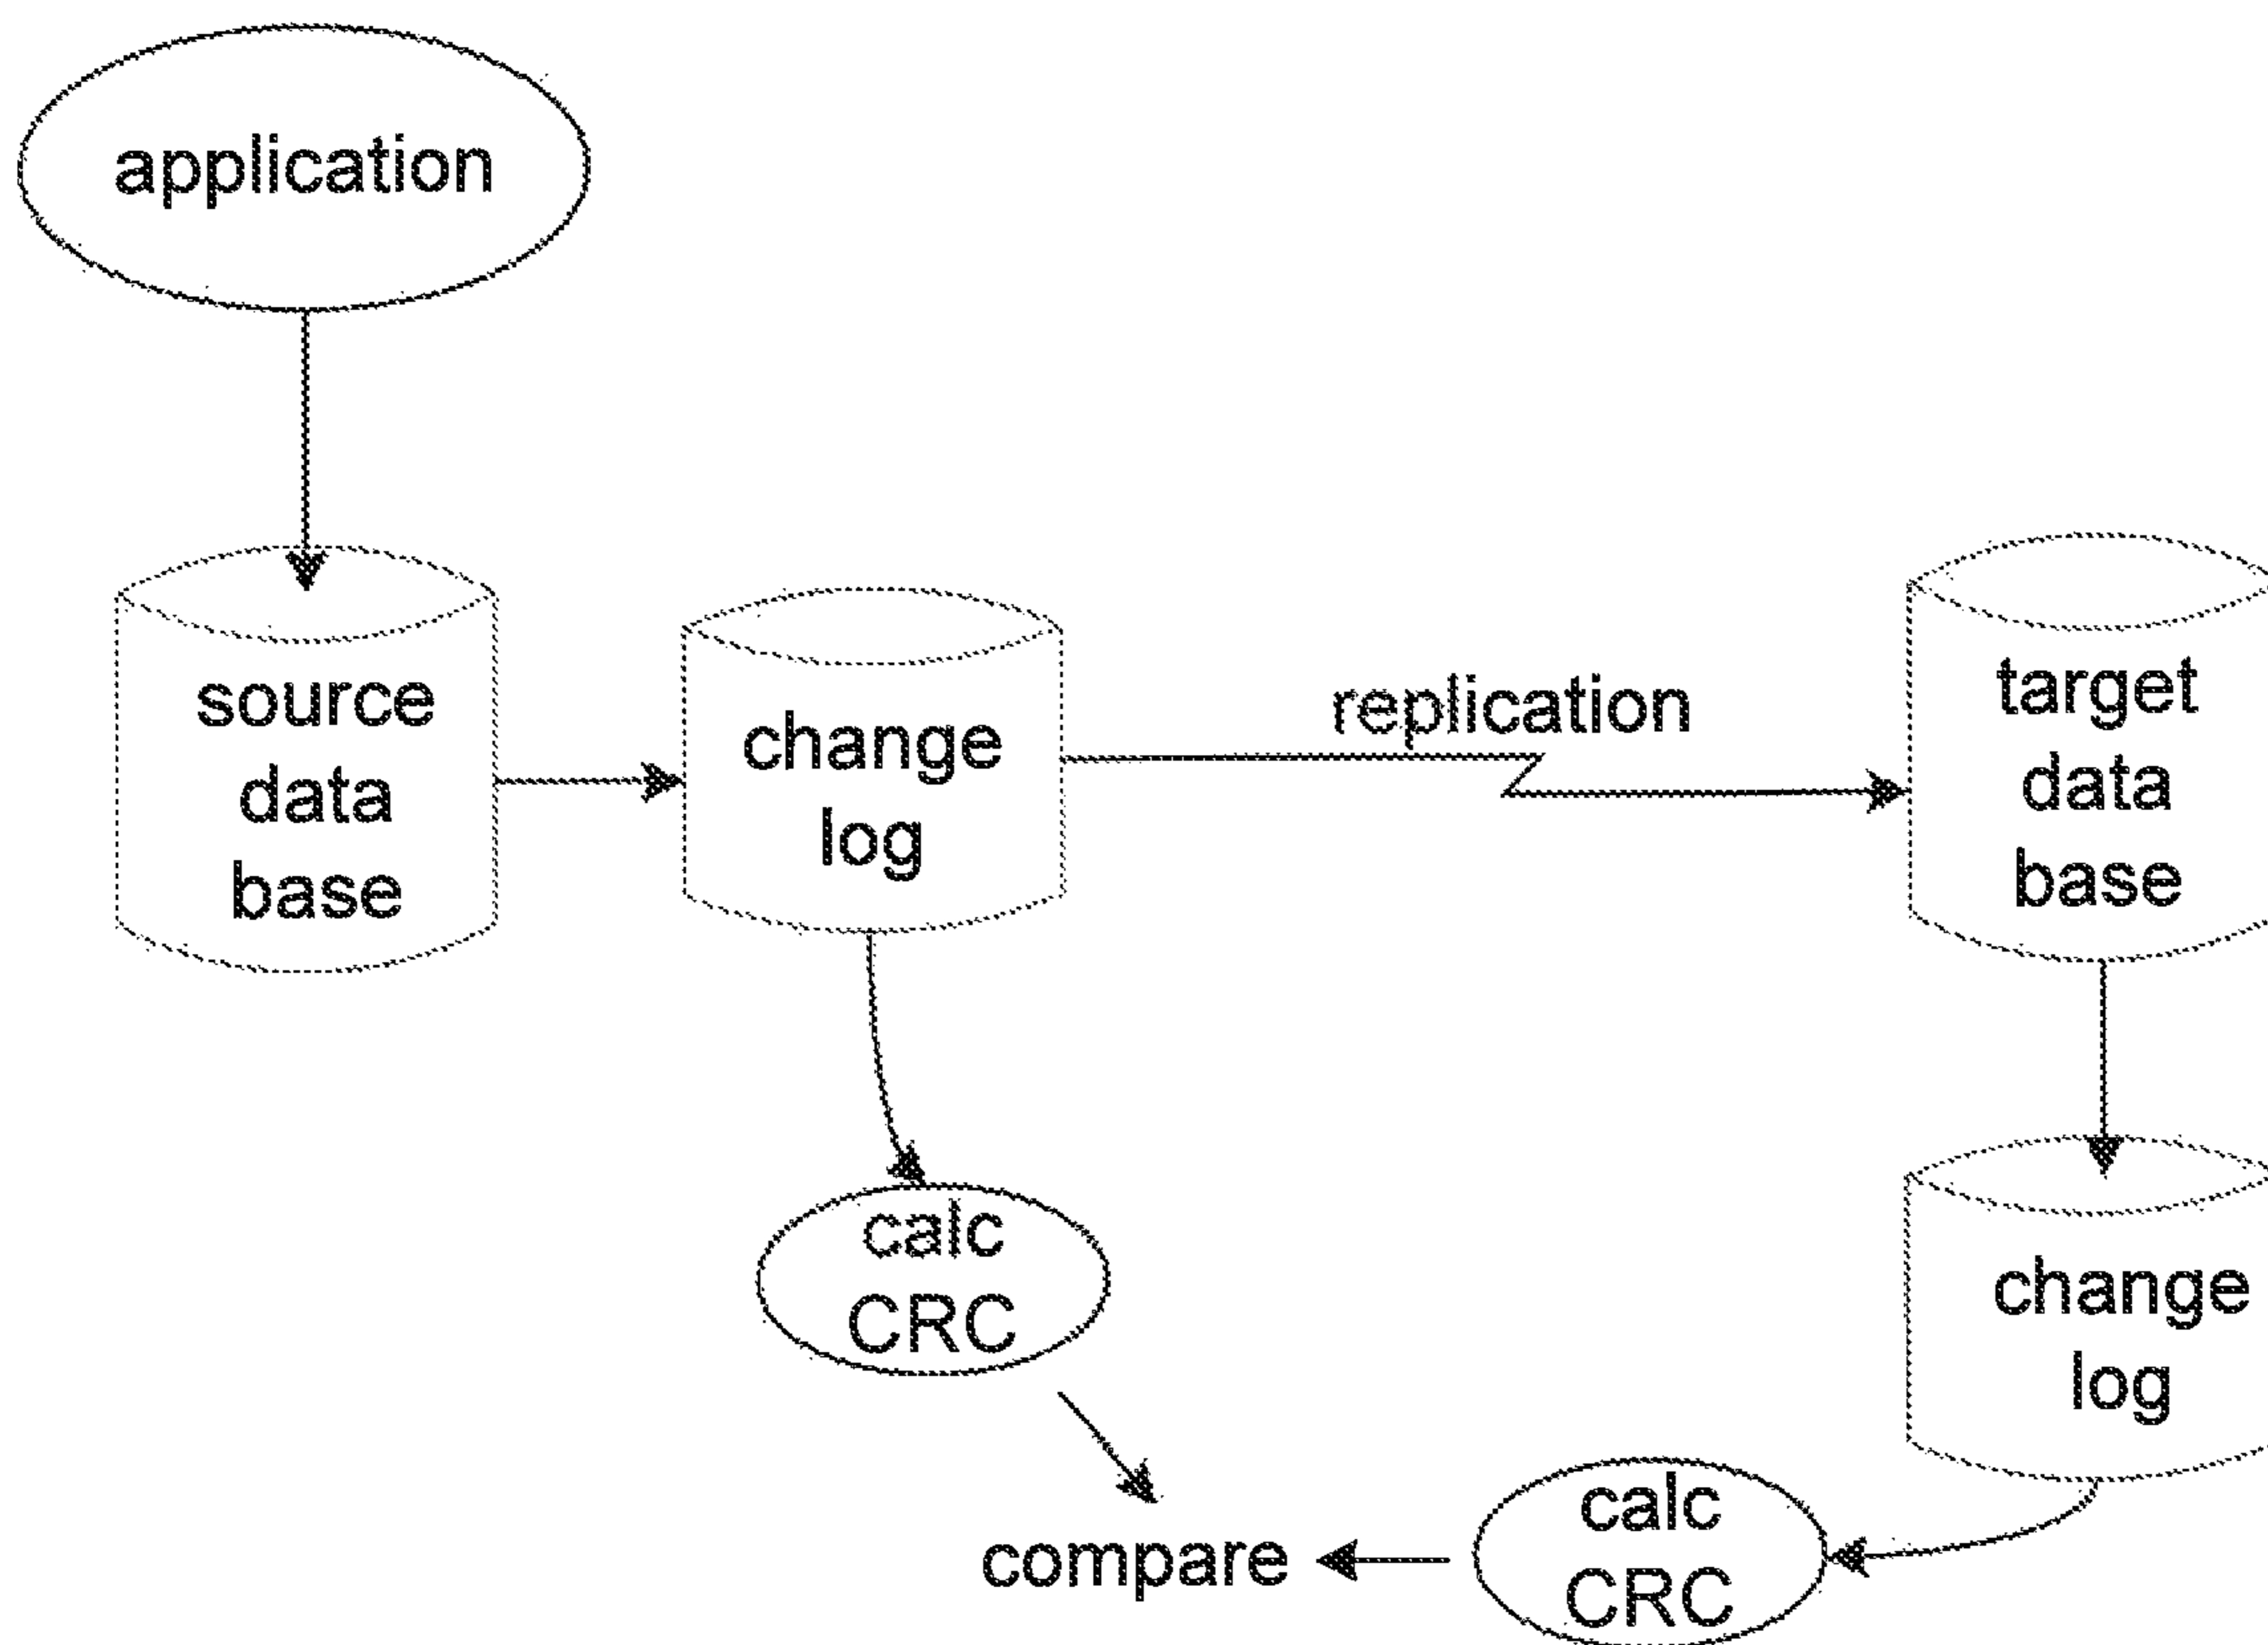 application
source
data
base
change
log
replication
target
data
base
calc
CRC
change
log
compare
calc
CRC